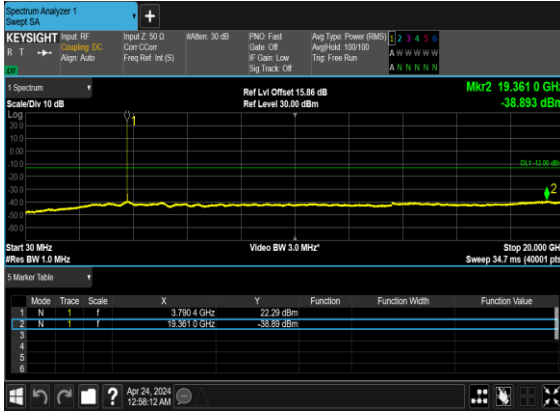 Spectrum Analyzer 1
Swept SA
+
KEYSIGHT
R T
Input: RF
Coupling: DC
Align: Auto
Input Z: 50 Ω
Corr CCorr
Freq Ref: Int (S)
#Atten: 30 dB
PNO: Fast
Gate: Off
IF Gain: Low
Sig Track: Off
Avg Type: Power (RMS)
Avg|Hold: 100/100
Trig: Free Run
1 2 3 4 5 6
A W W W W W
A N N N N N
1 Spectrum
Scale/Div 10 dB
Ref Lvl Offset 15.86 dB
Ref Level 30.00 dBm
Mkr2 19.361 0 GHz
-38.893 dBm
Log
20.0
10.0
0.00
-10.0
-20.0
-30.0
-40.0
-50.0
-60.0
1
DL1 -13.00 dBm
2
Start 30 MHz
#Res BW 1.0 MHz
Video BW 3.0 MHz*
Stop 20.000 GHz
Sweep 34.7 ms (40001 pts)
5 Marker Table
Mode Trace Scale X Y Function Function Width Function Value
1 N 1 f 3.790 4 GHz 22.29 dBm
2 N 1 f 19.361 0 GHz -38.89 dBm
3
4
5
6
?
Apr 24, 2024
12:58:12 AM